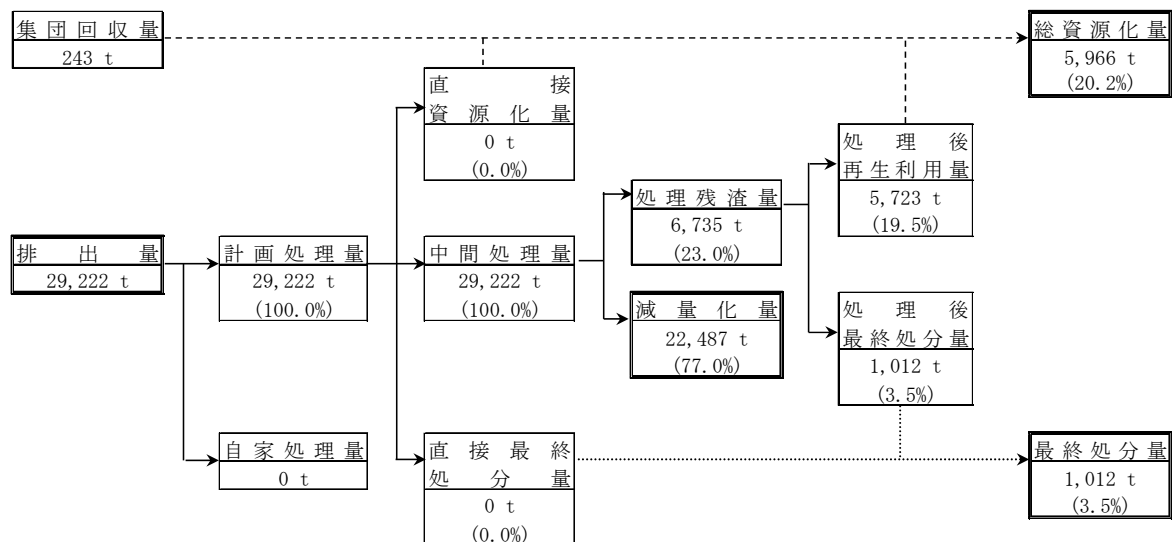 集団回収量
243 t
総資源化量
5,966 t
(20.2%)
直接
資源化量
0 t
(0.0%)
処理後
再生利用量
5,723 t
(19.5%)
処理残渣量
6,735 t
(23.0%)
排出量
29,222 t
計画処理量
29,222 t
(100.0%)
中間処理量
29,222 t
(100.0%)
減量化量
22,487 t
(77.0%)
処理後
最終処分量
1,012 t
(3.5%)
自家処理量
0 t
直接最終
処分量
0 t
(0.0%)
最終処分量
1,012 t
(3.5%)